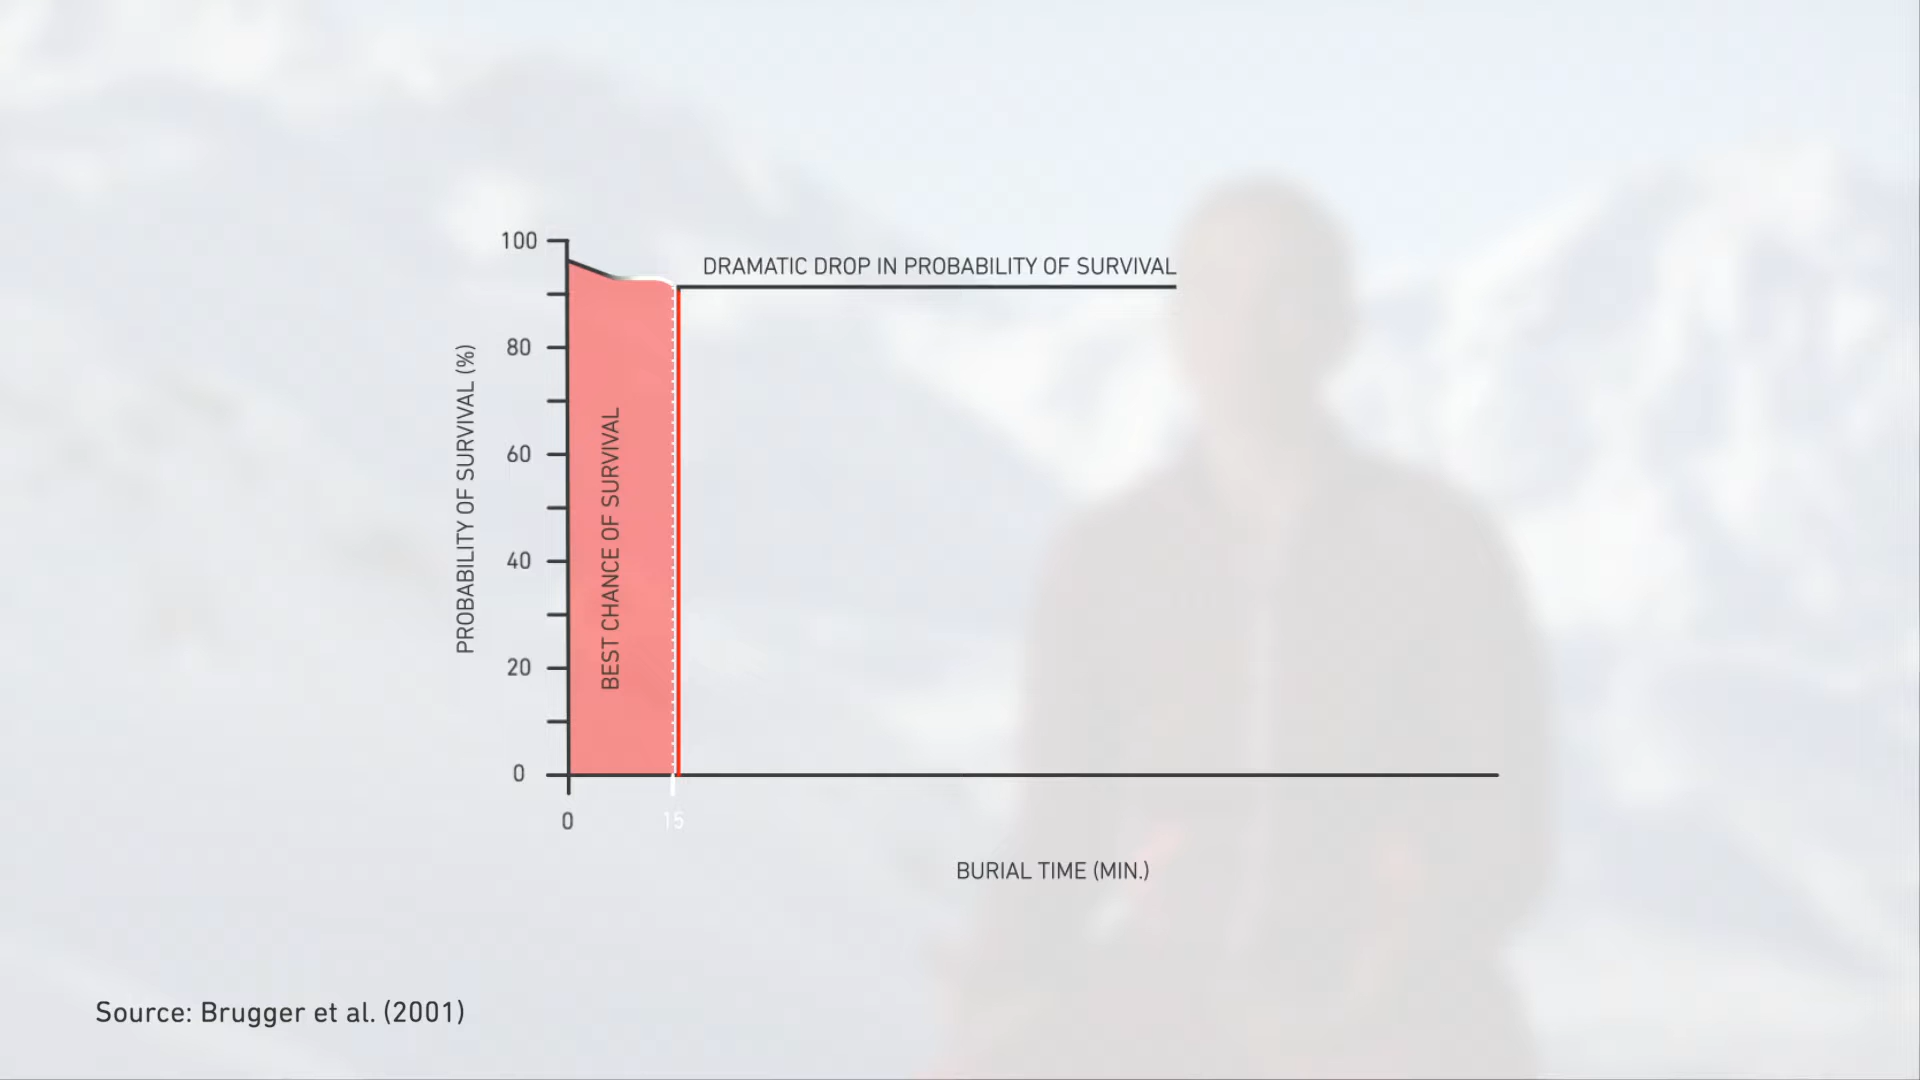 100
DRAMATIC DROP IN PROBABILITY OF SURVIVAL
80
60
40
20
0
PROBABILITY OF SURVIVAL (%)
BEST CHANCE OF SURVIVAL
0
15
BURIAL TIME (MIN.)
Source: Brugger et al. (2001)